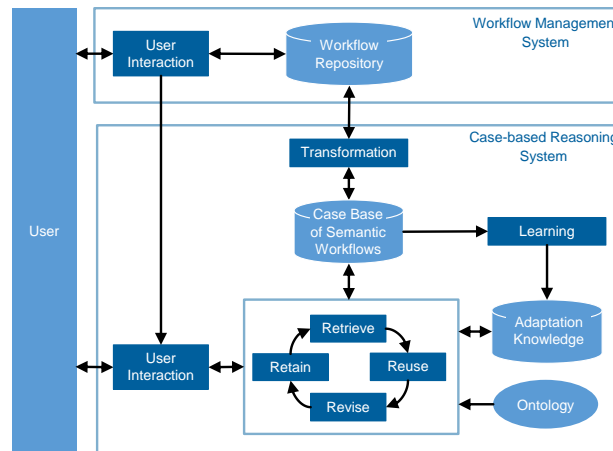 Workflow Management
System
User
Interaction
Workflow
Repository
Case-based Reasoning
System
Transformation
User
Case Base
of Semantic
Workflows
Learning
Retrieve
Adaptation
Knowledge
User
Interaction
Retain
Reuse
Revise
Ontology